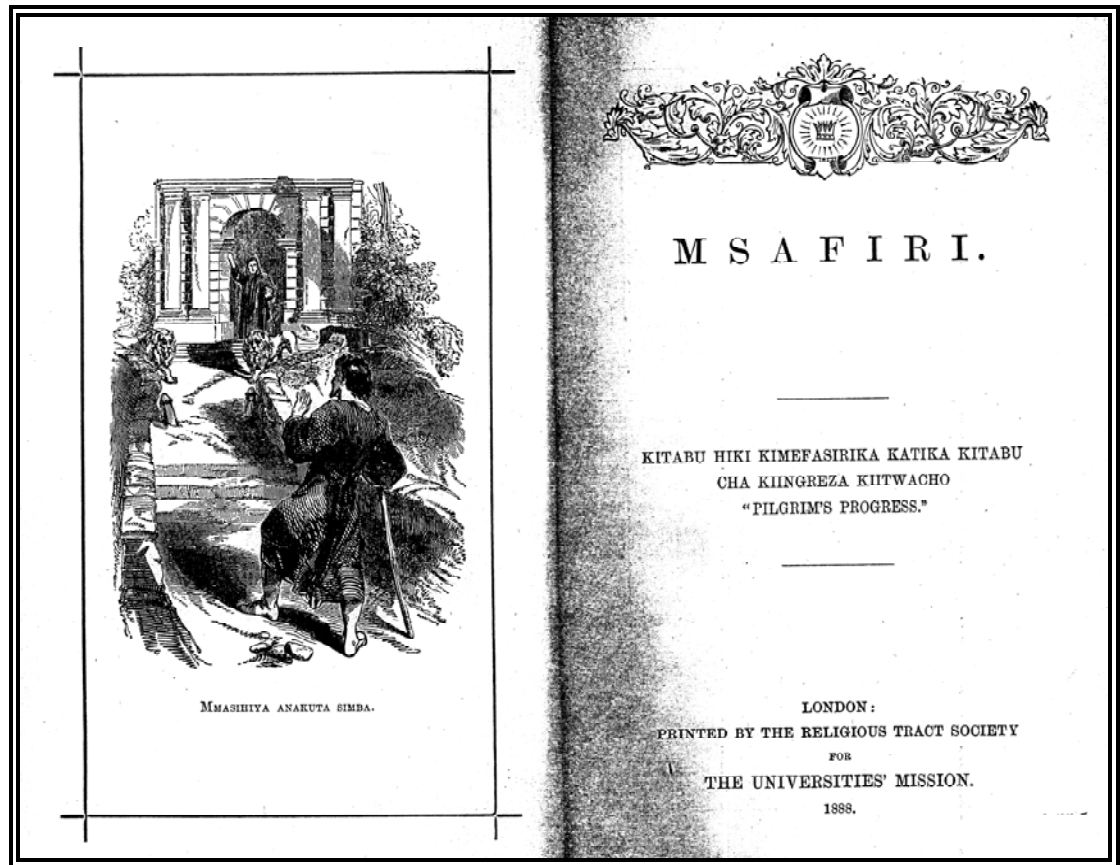 MMASIHIYA ANAKUTA SIMBA.
MSAFIRI.
KITABU HIKI KIMEFASIRIKA KATIKA KITABU
CHA KIINGREZA KIITWACHO
"PILGRIM'S PROGRESS."
LONDON:
PRINTED BY THE RELIGIOUS TRACT SOCIETY
FOR
THE UNIVERSITIES' MISSION.
1888.